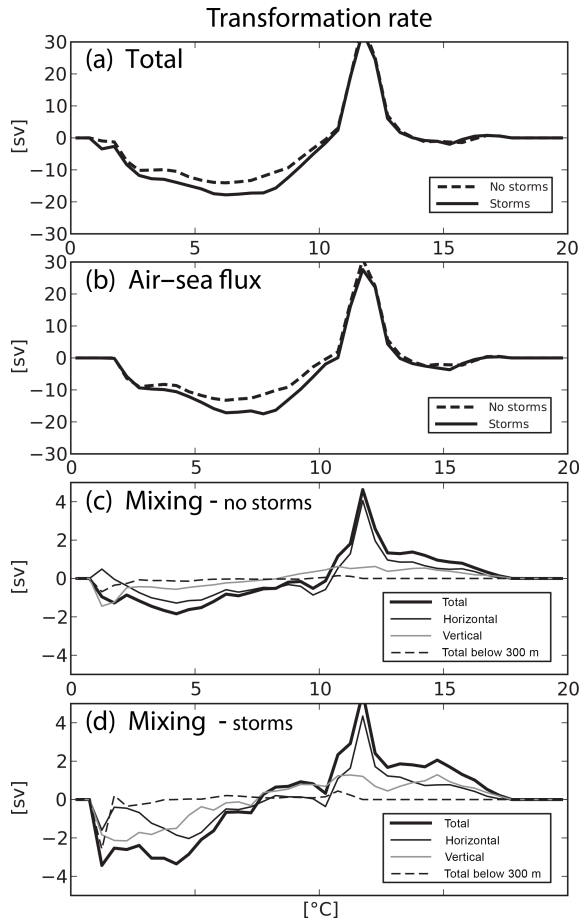 Transformation rate
(a) Total
[sv]
30
20
10
0
−10
−20
−30
No storms
Storms
0 5 10 15 20
(b) Air−sea flux
[sv]
30
20
10
0
−10
−20
−30
No storms
Storms
0 5 10 15 20
(c) Mixing - no storms
[sv]
4
2
0
−2
−4
Total
Horizontal
Vertical
Total below 300 m
0 5 10 15 20
(d) Mixing - storms
[sv]
4
2
0
−2
−4
Total
Horizontal
Vertical
Total below 300 m
[°C]